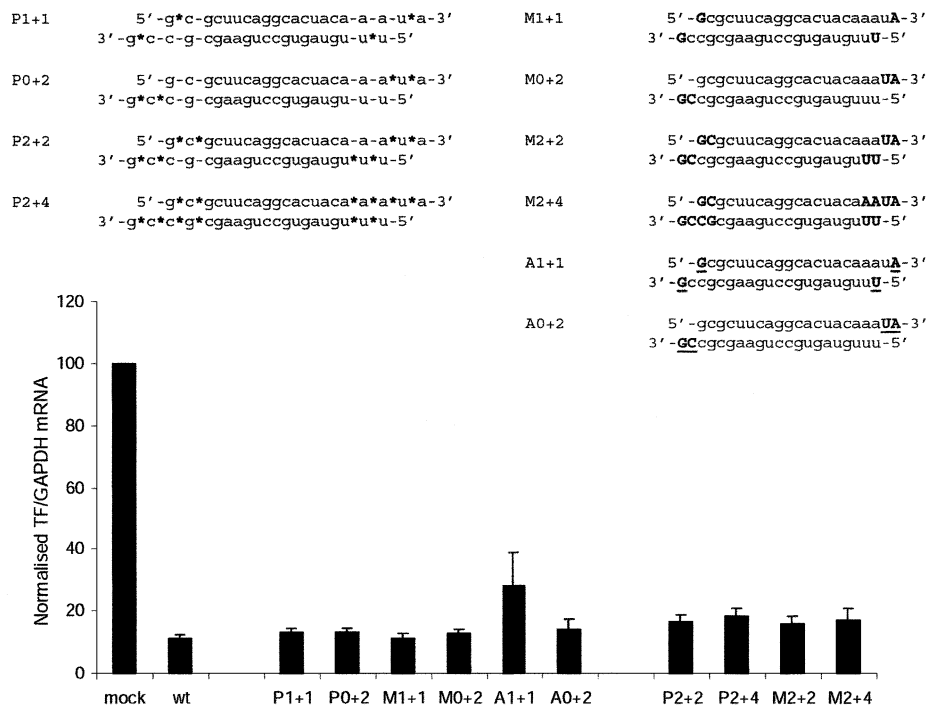 P1+1 5'-g*c-gcuucaggcacuaca-a-a-u*a-3'
3'-g*c-c-g-cgaaguccgugaugu-u*u-5'
P0+2 5'-g-c-gcuucaggcacuaca-a-a*u*a-3'
3'-g*c*c-g-cgaaguccgugaugu-u-u-5'
P2+2 5'-g*c*gcuucaggcacuaca-a-a*u*a-3'
3'-g*c*c-g-cgaaguccgugaugu*u*u-5'
P2+4 5'-g*c*gcuucaggcacuaca*a*a*u*a-3'
3'-g*c*c*g*cgaaguccgugaugu*u*u-5'
M1+1 5'-GcgcuucaggcacuacaaauA-3'
3'-GccgcgaaguccgugauguuU-5'
M0+2 5'-gcgcuucaggcacuacaaaUA-3'
3'-GCcgcgaaguccgugauguuu-5'
M2+2 5'-GCgcuucaggcacuacaaaUA-3'
3'-GCcgcgaaguccgugauguUU-5'
M2+4 5'-GCgcuucaggcacuacaAAUA-3'
3'-GCCGcgaaguccgugauguUU-5'
A1+1 5'-GcgcuucaggcacuacaaauA-3'
3'-GccgcgaaguccgugauguuU-5'
A0+2 5'-gcgcuucaggcacuacaaaUA-3'
3'-GCcgcgaaguccgugauguuu-5'
Normalised TF/GAPDH mRNA
120
100
80
60
40
20
0
mock wt P1+1 P0+2 M1+1 M0+2 A1+1 A0+2 P2+2 P2+4 M2+2 M2+4